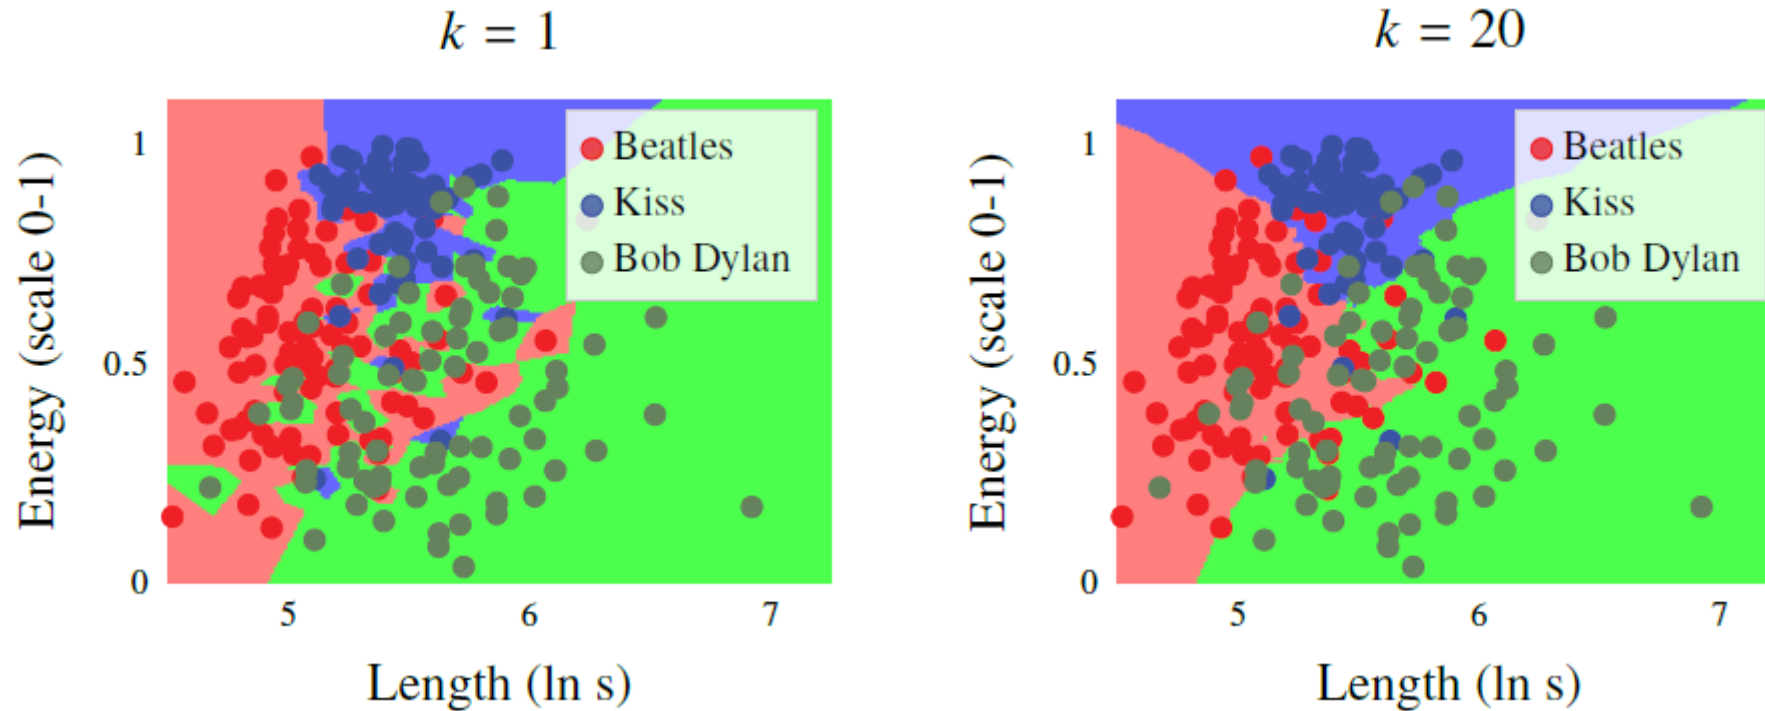 k = 1
Energy (scale 0-1)
1
0.5
0
5
6
7
Length (ln s)
Beatles
Kiss
Bob Dylan
k = 20
Energy (scale 0-1)
1
0.5
0
5
6
7
Length (ln s)
Beatles
Kiss
Bob Dylan